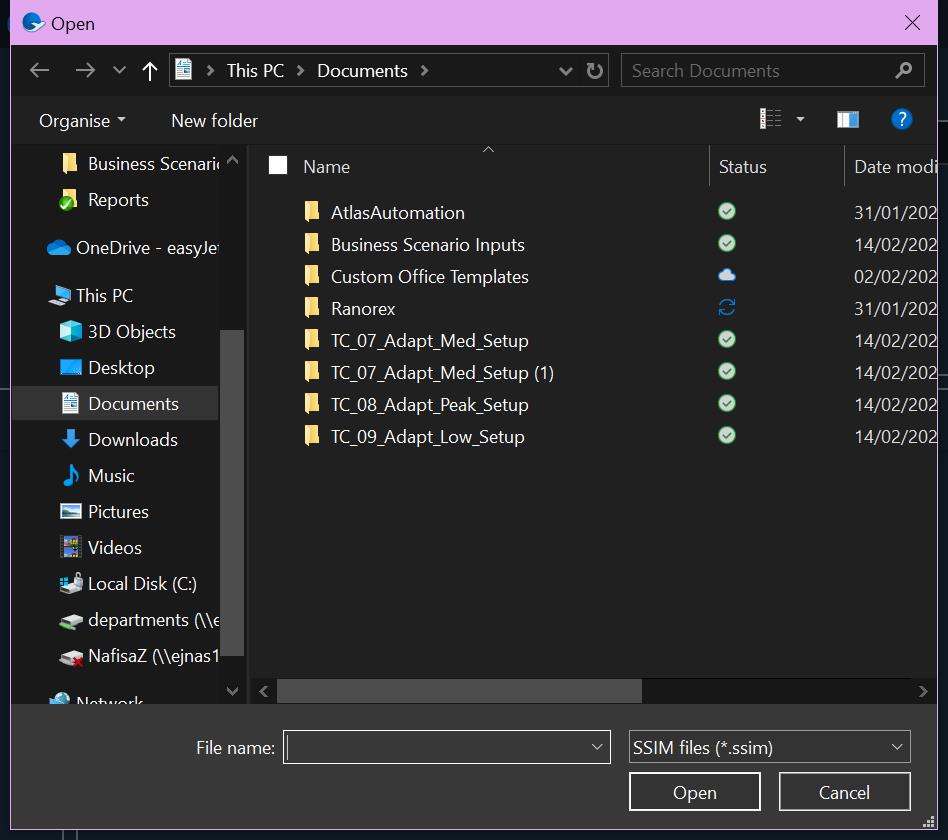 Open
This PC > Documents >
Search Documents
Organise
New folder
?
Business Scenari
Reports
OneDrive - easyJet
This PC
3D Objects
Desktop
Documents
Downloads
Music
Pictures
Videos
Local Disk (C:)
departments (\\e
NafisaZ (\\ejnas1
Network
Name Status Date modi
AtlasAutomation 31/01/202
Business Scenario Inputs 14/02/202
Custom Office Templates 02/02/202
Ranorex 31/01/202
TC_07_Adapt_Med_Setup 14/02/202
TC_07_Adapt_Med_Setup (1) 14/02/202
TC_08_Adapt_Peak_Setup 14/02/202
TC_09_Adapt_Low_Setup 14/02/202
File name:
SSIM files (*.ssim)
Open
Cancel